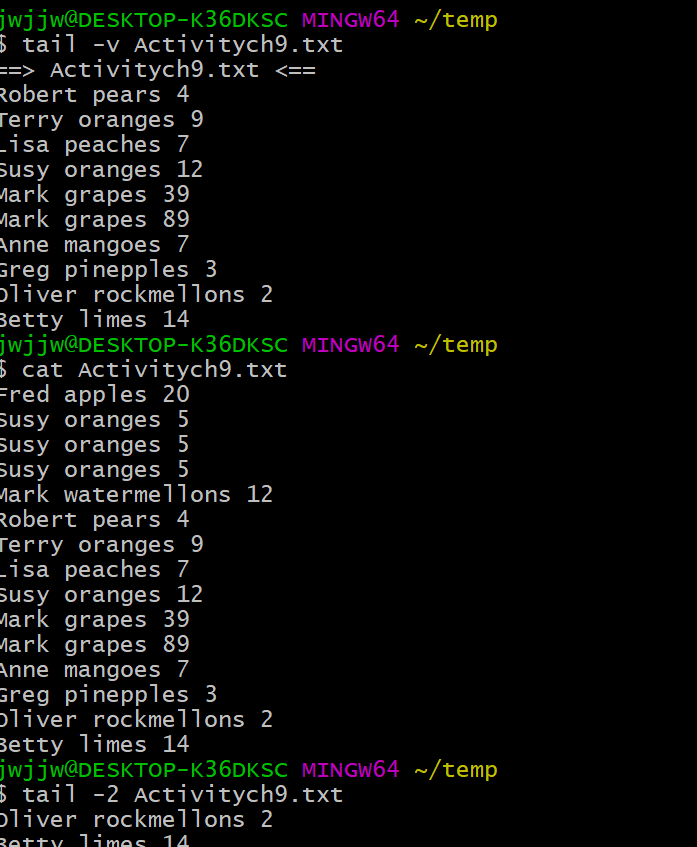 jwjjw@DESKTOP-K36DKSC MINGW64 ~/temp
$ tail -v Activitych9.txt
==> Activitych9.txt <==
Robert pears 4
Terry oranges 9
Lisa peaches 7
Susy oranges 12
Mark grapes 39
Mark grapes 89
Anne mangoes 7
Greg pinepples 3
Oliver rockmellons 2
Betty limes 14
jwjjw@DESKTOP-K36DKSC MINGW64 ~/temp
$ cat Activitych9.txt
Fred apples 20
Susy oranges 5
Susy oranges 5
Susy oranges 5
Mark watermellons 12
Robert pears 4
Terry oranges 9
Lisa peaches 7
Susy oranges 12
Mark grapes 39
Mark grapes 89
Anne mangoes 7
Greg pinepples 3
Oliver rockmellons 2
Betty limes 14
jwjjw@DESKTOP-K36DKSC MINGW64 ~/temp
$ tail -2 Activitych9.txt
Oliver rockmellons 2
Betty limes 14